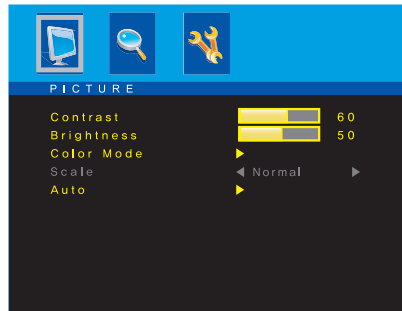 PICTURE
Contrast 60
Brightness 50
Color Mode
Scale Normal
Auto